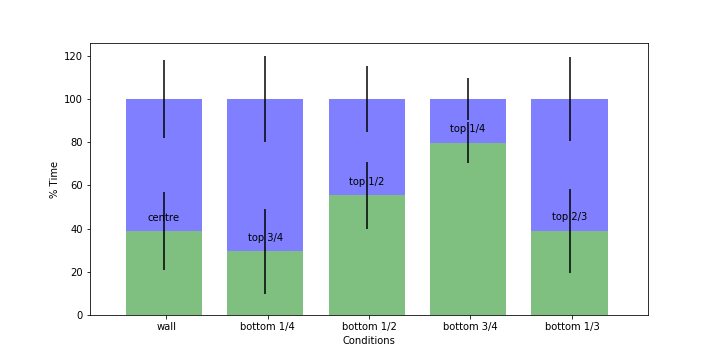 120
100
80
60
40
20
0
% Time
centre
top 3/4
top 1/2
top 1/4
top 2/3
wall
bottom 1/4
bottom 1/2
bottom 3/4
bottom 1/3
Conditions